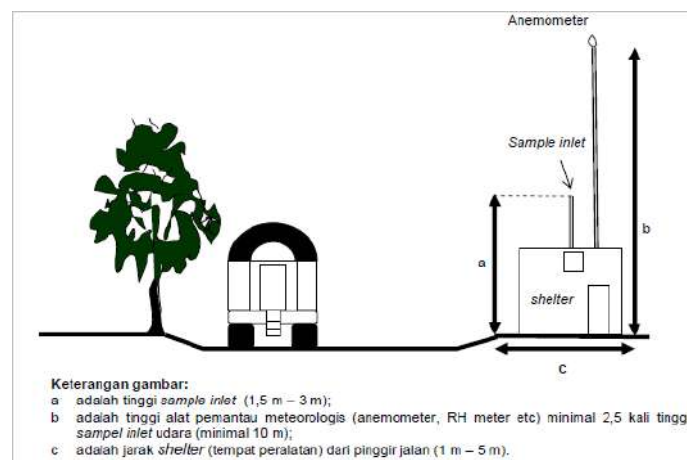 Anemometer
Sample inlet
b
a
shelter
c
Keterangan gambar:
a adalah tinggi sample inlet (1,5 m – 3 m);
b adalah tinggi alat pemantau meteorologis (anemometer, RH meter etc) minimal 2,5 kali tingg
sampel inlet udara (minimal 10 m);
c adalah jarak shelter (tempat peralatan) dari pinggir jalan (1 m – 5 m).